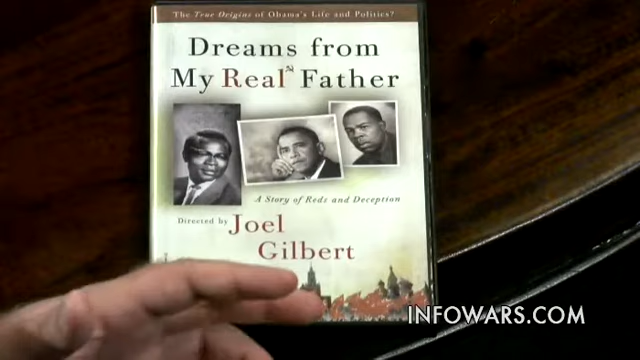 The True Origins of Obama's Life and Politics?
Dreams from
My Real Father
A Story of Reds and Deception
Directed by Joel
Gilbert
INFOWARS.COM